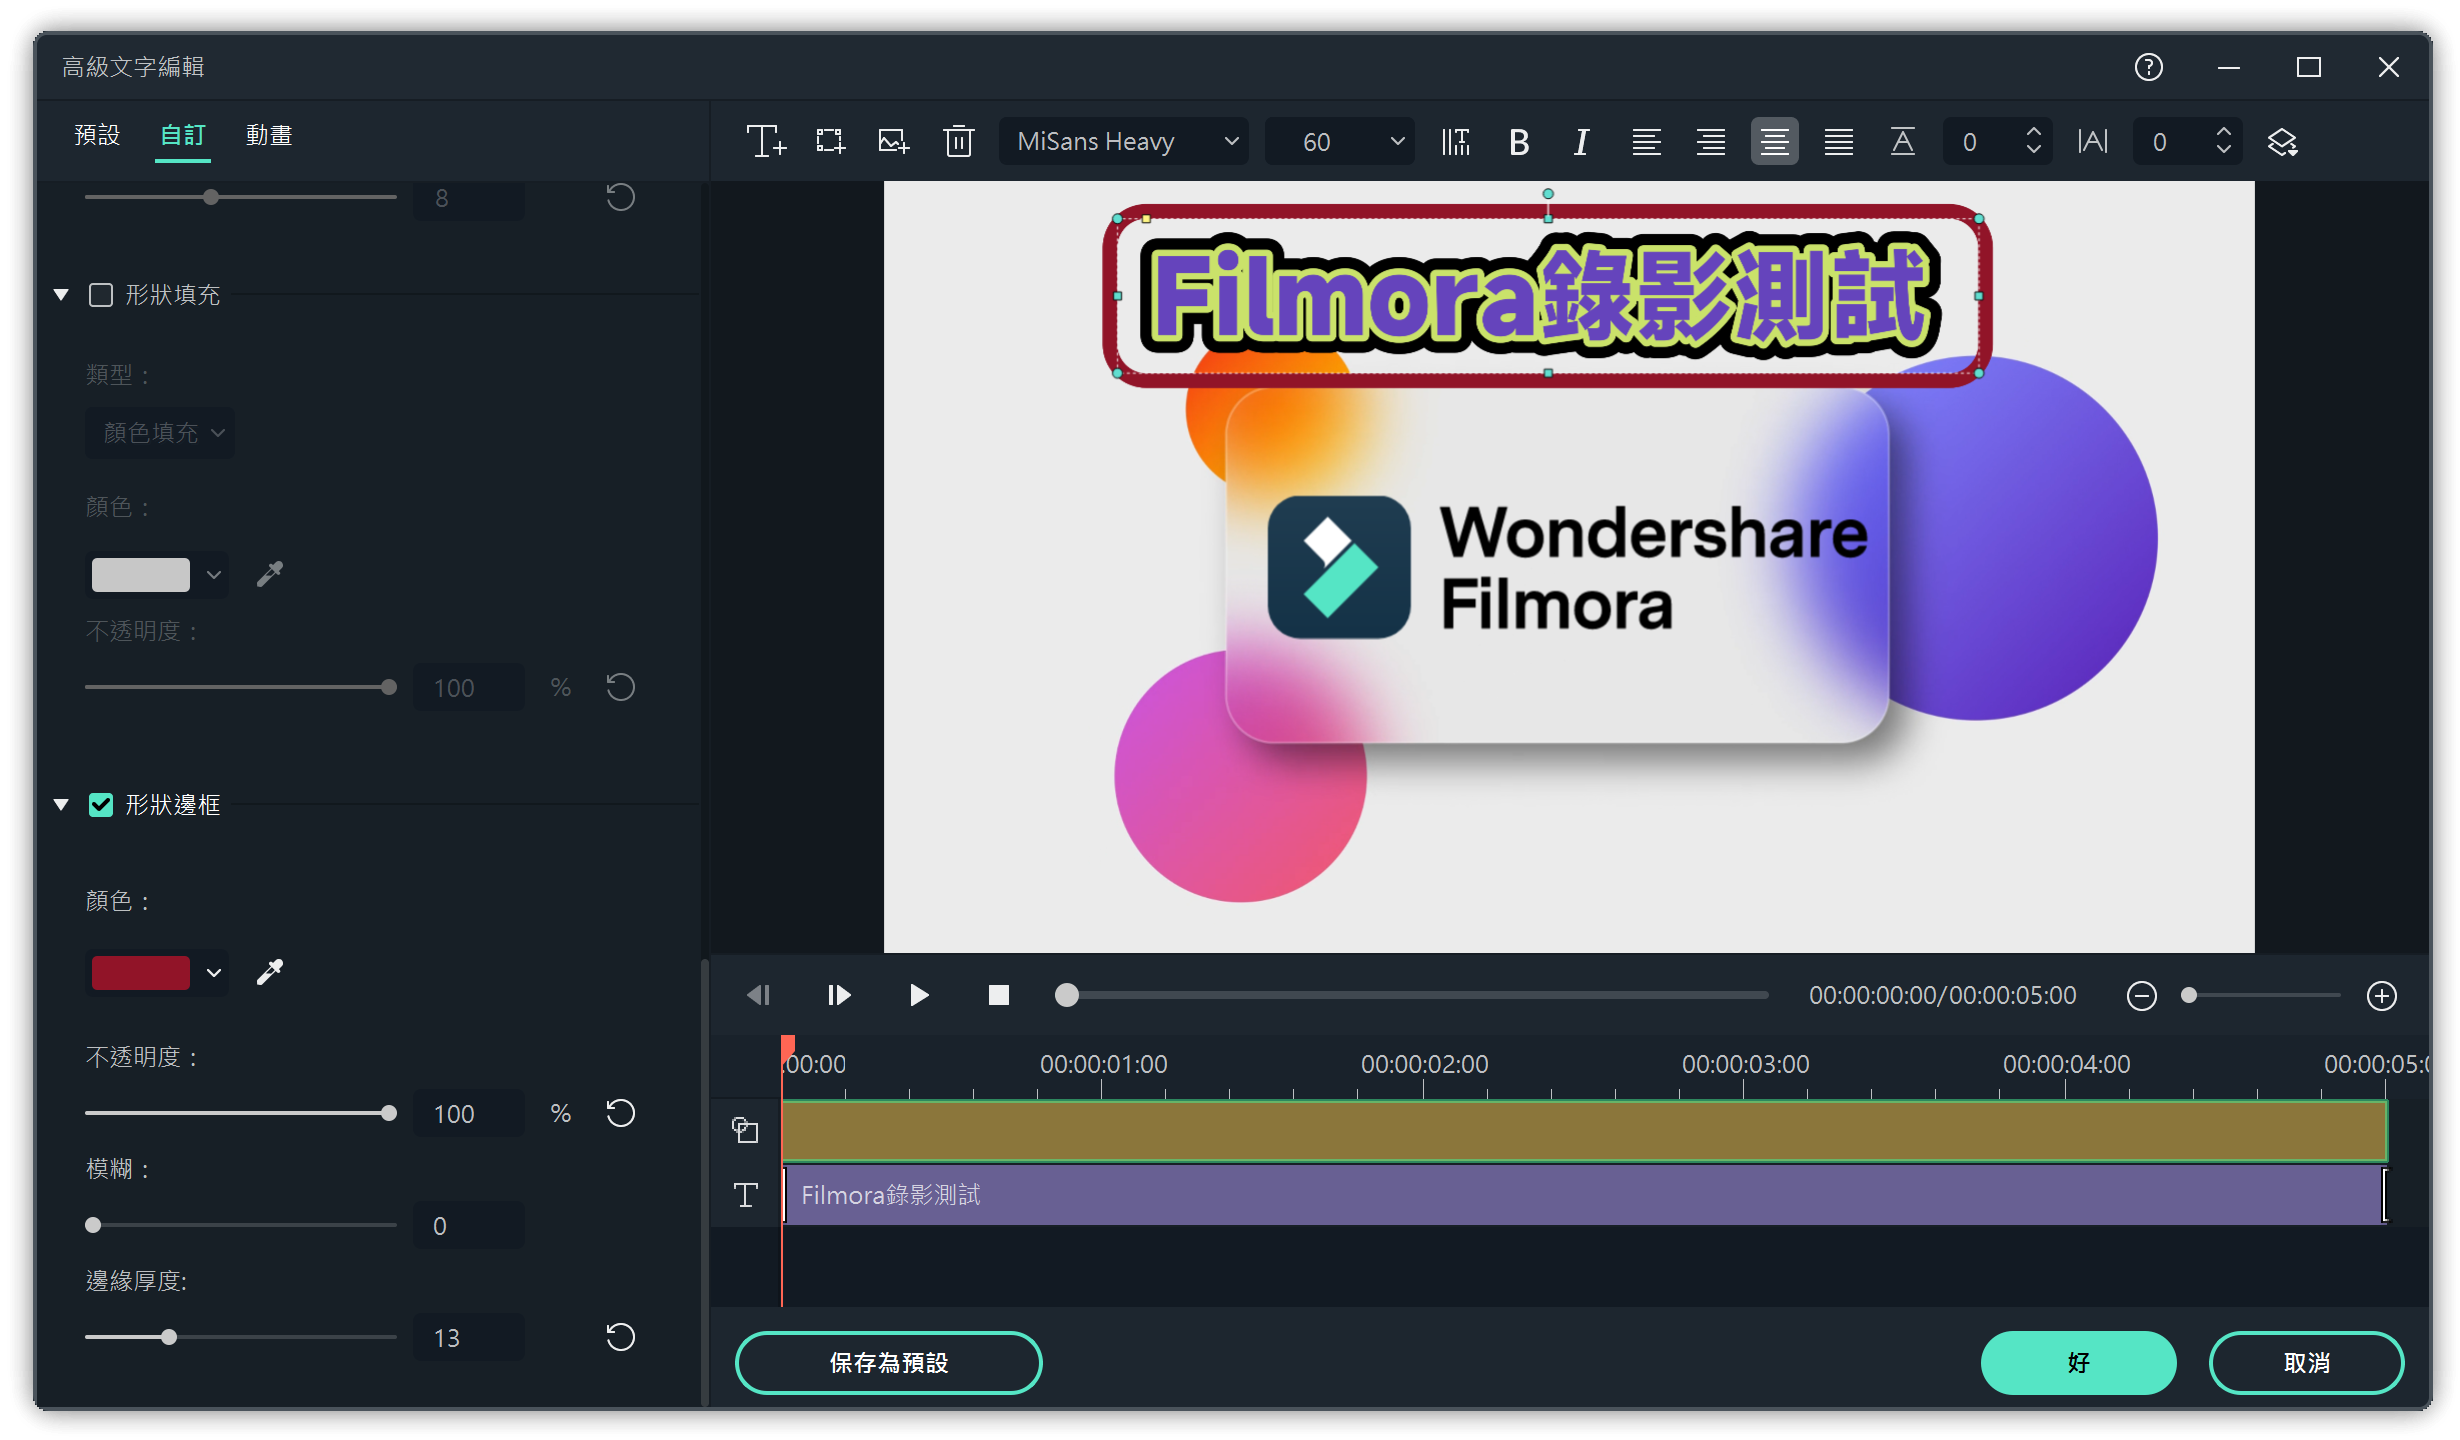 高級文字編輯
預設 自訂 動畫
MiSans Heavy 60 B I 0 0
8
形狀填充
類型：
顏色填充
顏色：
不透明度：
100 %
形狀邊框
顏色：
不透明度：
100 %
模糊：
0
邊緣厚度:
13
Filmora錄影測試
Wondershare
Filmora
00:00:00:00/00:00:05:00
:00:00 00:00:01:00 00:00:02:00 00:00:03:00 00:00:04:00 00:00:05:0
Filmora錄影測試
保存為預設 好 取消